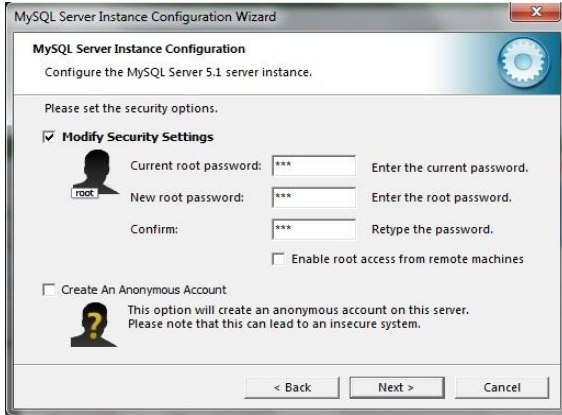 MySQL Server Instance Configuration Wizard
MySQL Server Instance Configuration
Configure the MySQL Server 5.1 server instance.
Please set the security options.
Modify Security Settings
root
Current root password: *** Enter the current password.
New root password: *** Enter the root password.
Confirm: *** Retype the password.
Enable root access from remote machines
Create An Anonymous Account
This option will create an anonymous account on this server.
Please note that this can lead to an insecure system.
< Back Next > Cancel